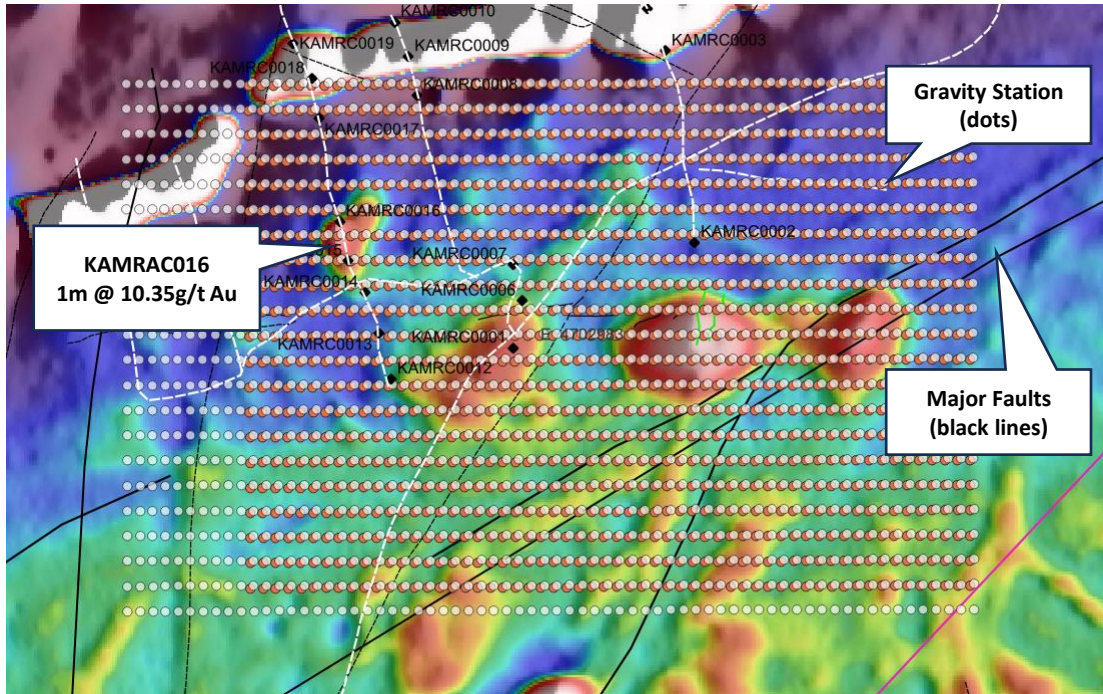 KAMRC0010
KAMRC0019
KAMRC0009
KAMRC0003
KAMRC0018
KAMRC0008
KAMRC0017
Gravity Station
(dots)
KAMRC0016
KAMRAC016
1m @ 10.35g/t Au
15
KAMRC0002
KAMRC0007
KAMRC0014
KAMRC0006
KAMRC0013
KAMRC0001
KAMRC0012
Major Faults
(black lines)